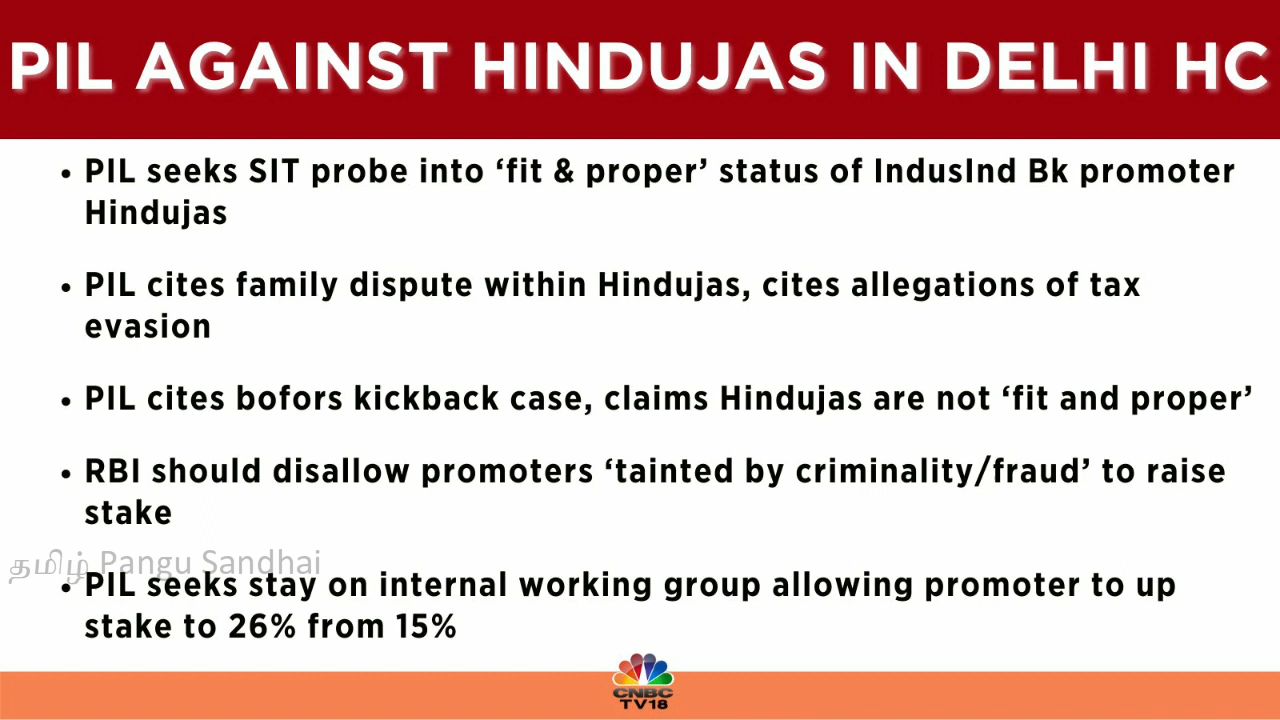 PIL AGAINST HINDUJAS IN DELHI HC
• PIL seeks SIT probe into ‘fit & proper’ status of IndusInd Bk promoter
Hindujas
• PIL cites family dispute within Hindujas, cites allegations of tax
evasion
• PIL cites bofors kickback case, claims Hindujas are not ‘fit and proper’
• RBI should disallow promoters ‘tainted by criminality/fraud’ to raise
stake
தமிழ் Pangu Sandhai
• PIL seeks stay on internal working group allowing promoter to up
stake to 26% from 15%
CNBC
TV18